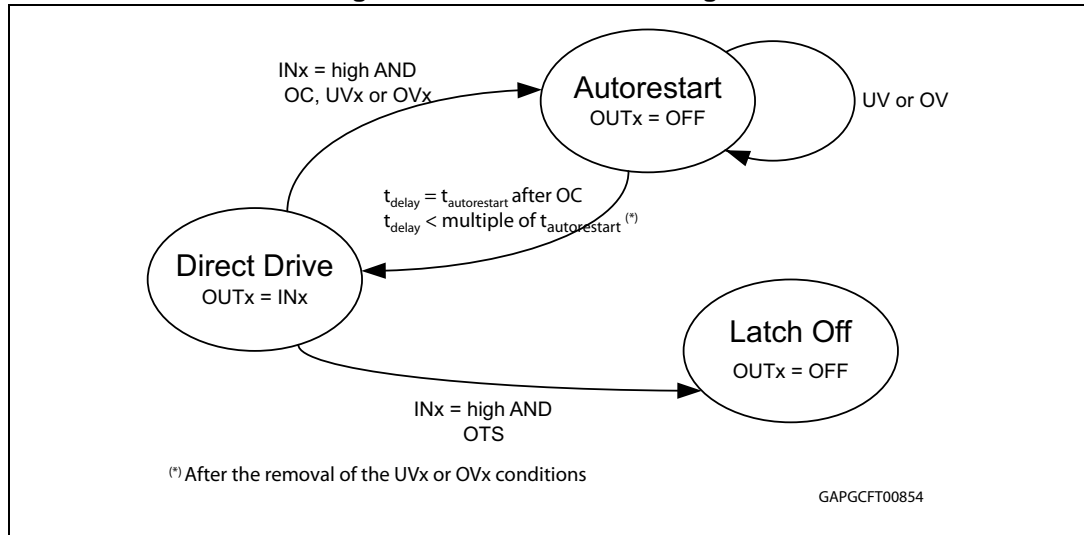 INx = high AND
OC, UVx or OVx
Autorestart
OUTx = OFF
UV or OV
tdelay = tautorestart after OC
tdelay < multiple of tautorestart (*)
Direct Drive
OUTx = INx
Latch Off
OUTx = OFF
INx = high AND
OTS
(*) After the removal of the UVx or OVx conditions
GAPGCFT00854